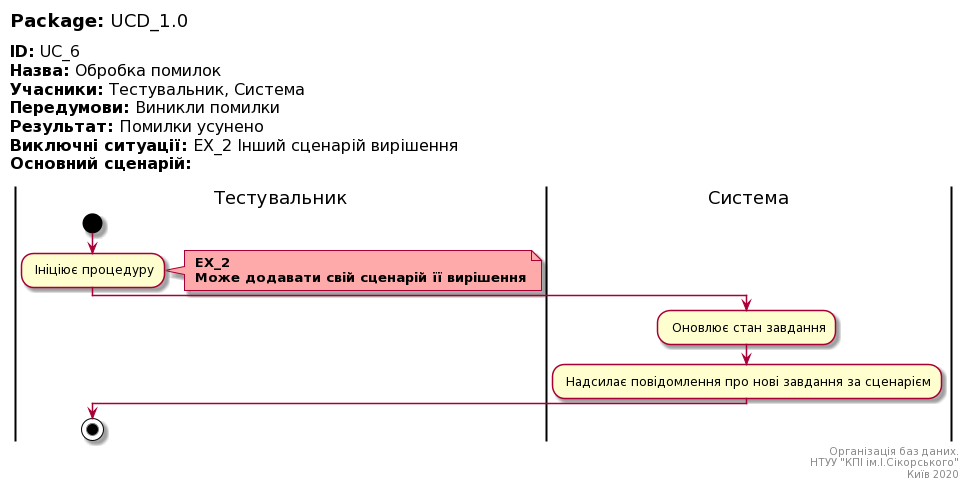 Package: UCD_1.0
ID: UC_6
Назва: Обробка помилок
Учасники: Тестувальник, Система
Передумови: Виникли помилки
Результат: Помилки усунено
Виключні ситуації: EX_2 Інший сценарій вирішення
Основний сценарій:
Тестувальник
Система
Ініціює процедуру
EX_2
Може додавати свій сценарій її вирішення
Оновлює стан завдання
Надсилає повідомлення про нові завдання за сценарієм
Організація баз даних.
НТУУ "КПІ ім.І.Сікорського"
Київ 2020